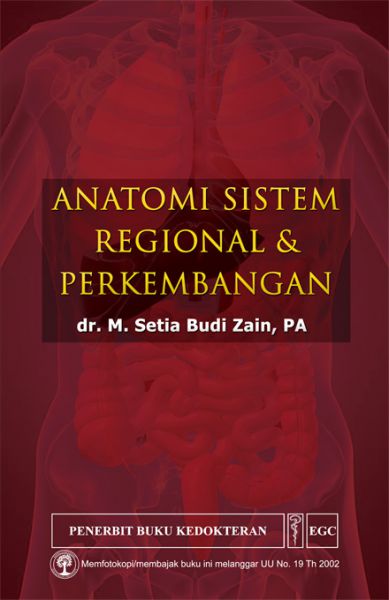 ANATOMI SISTEM
REGIONAL &
PERKEMBANGAN
dr. M. Setia Budi Zain, PA
PENERBIT BUKU KEDOKTERAN EGC
Memfotokopi/membajak buku ini melanggar UU No. 19 Th 2002